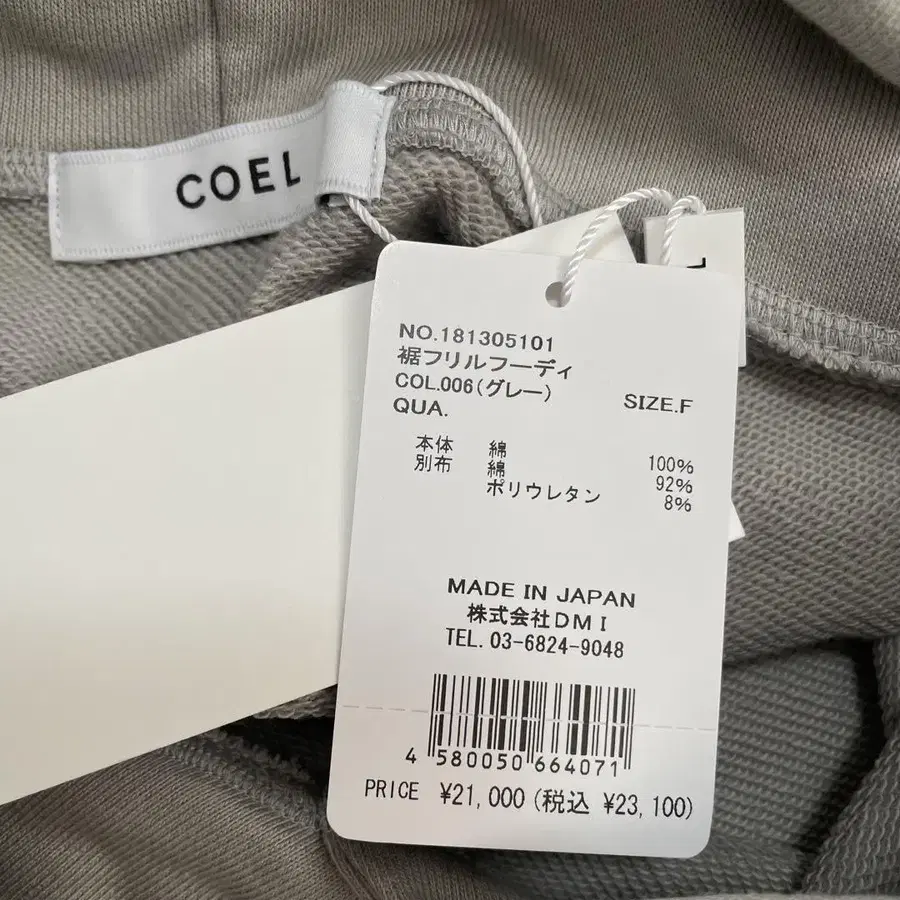 COEL
NO.181305101
裾フリルフーディ
COL.006(グレー) SIZE.F
QUA.
本体 綿 100%
別布 綿 92%
ポリウレタン 8%
MADE IN JAPAN
株式会社DMI
TEL. 03-6824-9048
4 580050 664071
PRICE ¥21,000 (税込 ¥23,100)